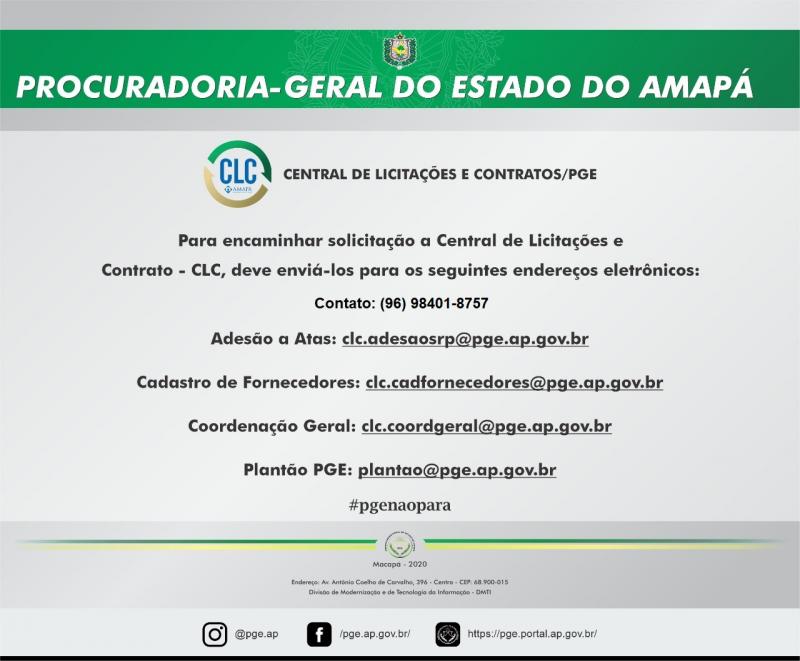 PROCURADORIA-GERAL DO ESTADO DO AMAPÁ
CLC
AMAPÁ
CENTRAL DE LICITAÇÕES E CONTRATOS/PGE
Para encaminhar solicitação a Central de Licitações e
Contrato - CLC, deve enviá-los para os seguintes endereços eletrônicos:
Contato: (96) 98401-8757
Adesão a Atas: clc.adesaosrp@pge.ap.gov.br
Cadastro de Fornecedores: clc.cadfornecedores@pge.ap.gov.br
Coordenação Geral: clc.coordgeral@pge.ap.gov.br
Plantão PGE: plantao@pge.ap.gov.br
#pgenaopara
Macapá - 2020
Endereço: Av. Antônio Coelho de Carvalho, 396 - Centro - CEP: 68.900-015
Divisão de Modernização e de Tecnologia da Informação - DMTI
@pge.ap
/pge.ap.gov.br/
https://pge.portal.ap.gov.br/